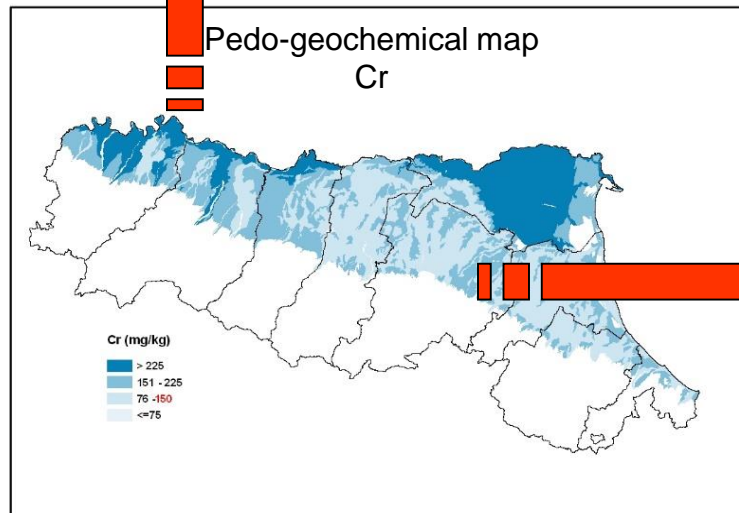 Pedo-geochemical map
Cr
Cr (mg/kg)
> 225
151 - 225
76 -150
<=75